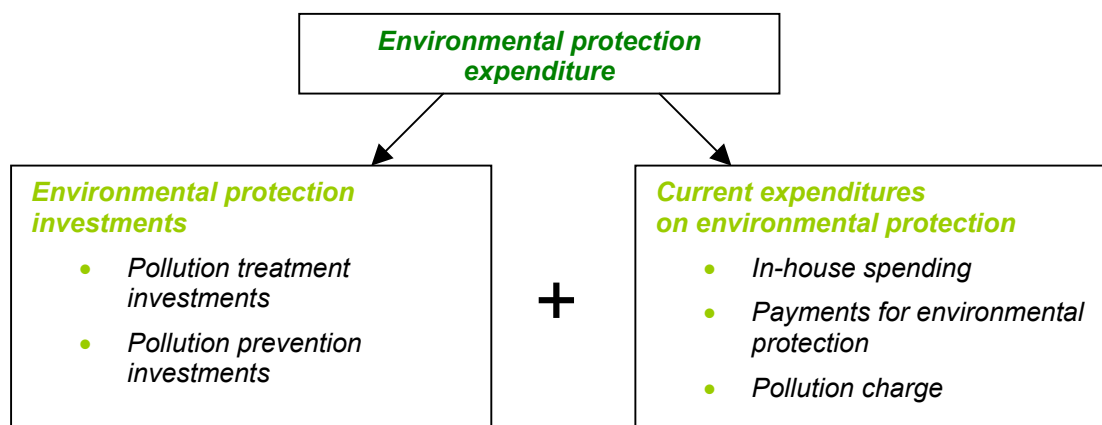 Environmental protection
expenditure
Environmental protection
investments
• Pollution treatment
investments
• Pollution prevention
investments
+
Current expenditures
on environmental protection
• In-house spending
• Payments for environmental
protection
• Pollution charge